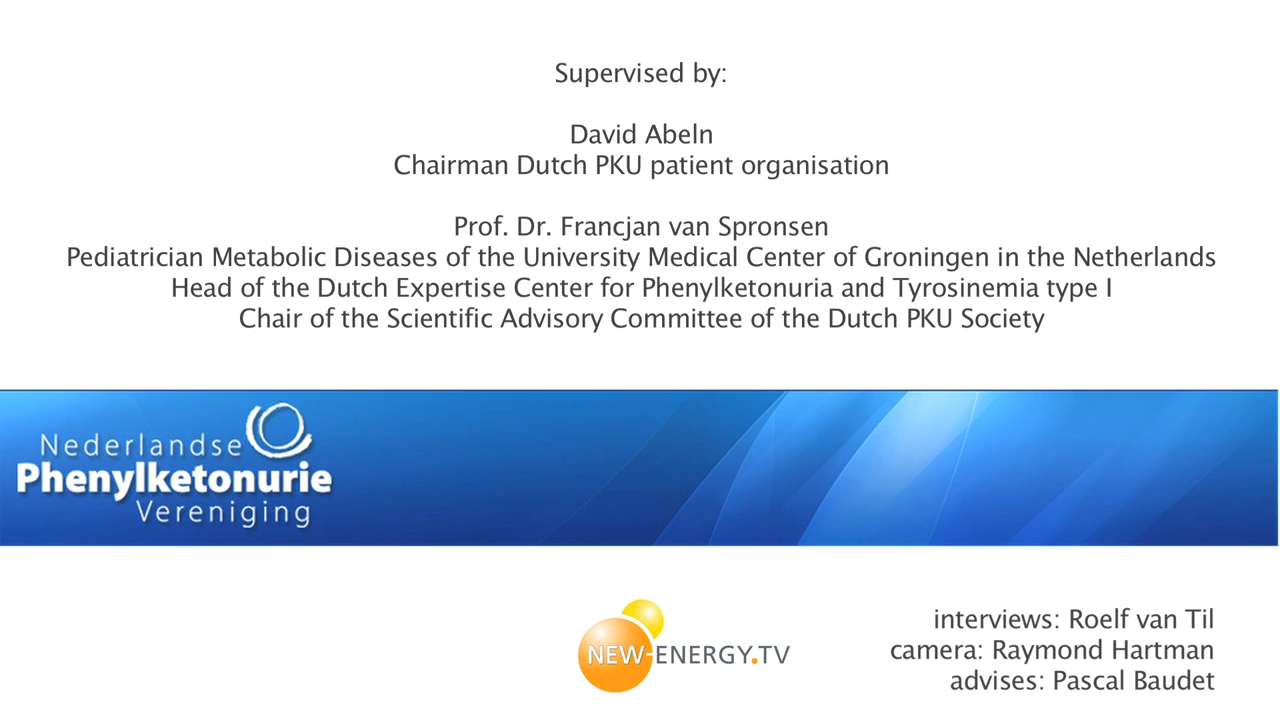 Supervised by:
David Abeln
Chairman Dutch PKU patient organisation
Prof. Dr. Francjan van Spronsen
Pediatrician Metabolic Diseases of the University Medical Center of Groningen in the Netherlands
Head of the Dutch Expertise Center for Phenylketonuria and Tyrosinemia type I
Chair of the Scientific Advisory Committee of the Dutch PKU Society
Nederlandse
Phenylketonurie
Vereniging
NEW-ENERGY.TV
interviews: Roelf van Til
camera: Raymond Hartman
advises: Pascal Baudet